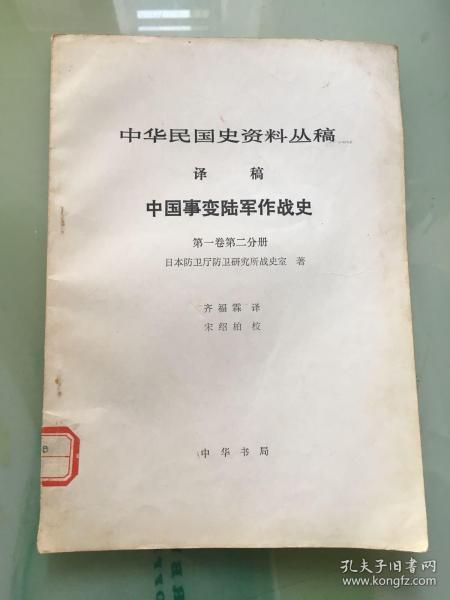 中华民国史资料丛稿
译 稿
中国事变陆军作战史
第一卷第二分册
日本防卫厅防卫研究所战史室 著
齐福霖 译
宋绍柏 校
中华书局
B
孔夫子旧书网
www.kongfz.com